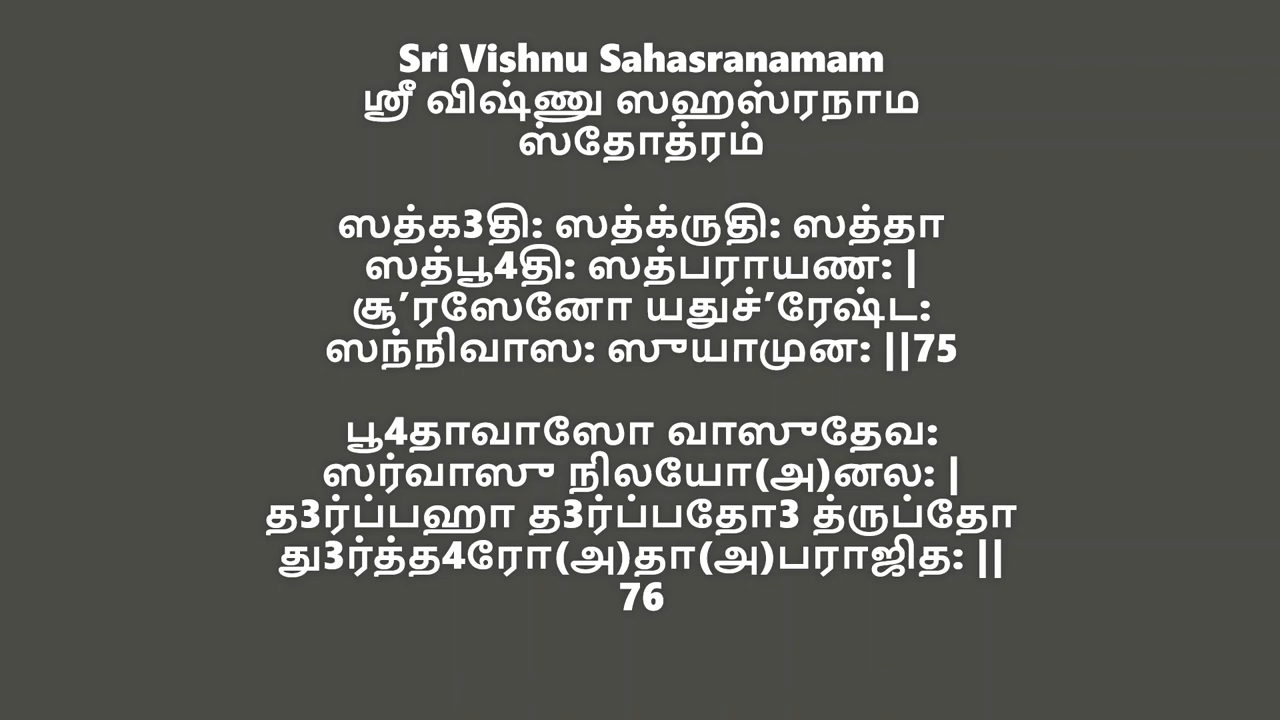 Sri Vishnu Sahasranamam
ஸ்ரீ விஷ்ணு ஸஹஸ்ரநாம
ஸ்தோத்ரம்
ஸத்க3தி: ஸத்க்ருதி: ஸத்தா
ஸத்பூ4தி: ஸத்பராயண: |
சூ’ரஸேனோ யதுச்’ரேஷ்ட:
ஸந்நிவாஸ: ஸுயாமுன: ||75
பூ4தாவாஸோ வாஸுதேவ:
ஸர்வாஸு நிலயோ(அ)னல: |
த3ர்ப்பஹா த3ர்ப்பதோ3 த்ருப்தோ
து3ர்த்த4ரோ(அ)தா(அ)பராஜித: ||
76